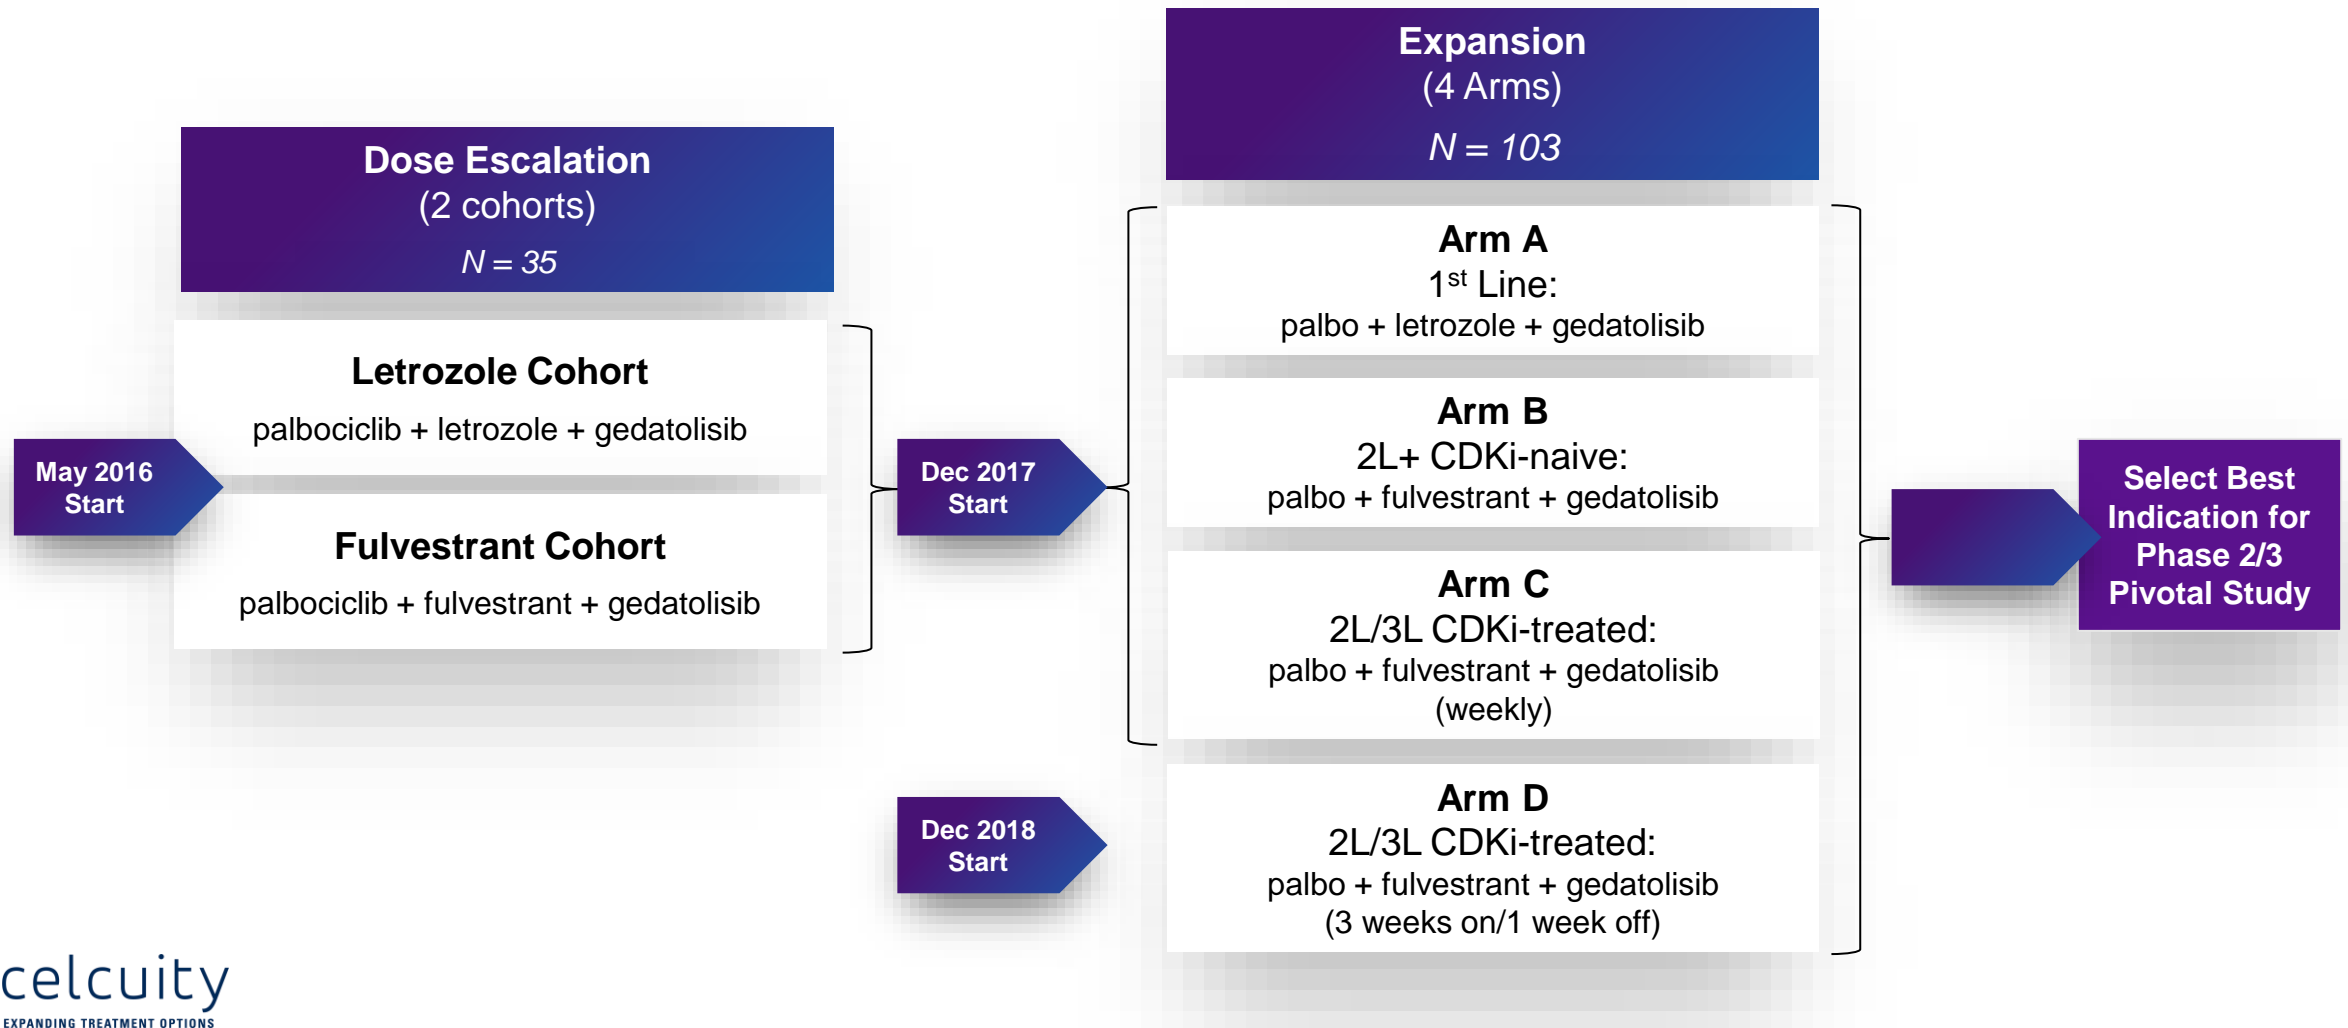 Dose Escalation
(2 cohorts)
N = 35
May 2016
Start
Letrozole Cohort
palbociclib + letrozole + gedatolisib
Fulvestrant Cohort
palbociclib + fulvestrant + gedatolisib
Dec 2017
Start
Dec 2018
Start
Expansion
(4 Arms)
N = 103
Arm A
1st Line:
palbo + letrozole + gedatolisib
Arm B
2L+ CDKi-naive:
palbo + fulvestrant + gedatolisib
Arm C
2L/3L CDKi-treated:
palbo + fulvestrant + gedatolisib
(weekly)
Arm D
2L/3L CDKi-treated:
palbo + fulvestrant + gedatolisib
(3 weeks on/1 week off)
Select Best
Indication for
Phase 2/3
Pivotal Study
celcuity
EXPANDING TREATMENT OPTIONS